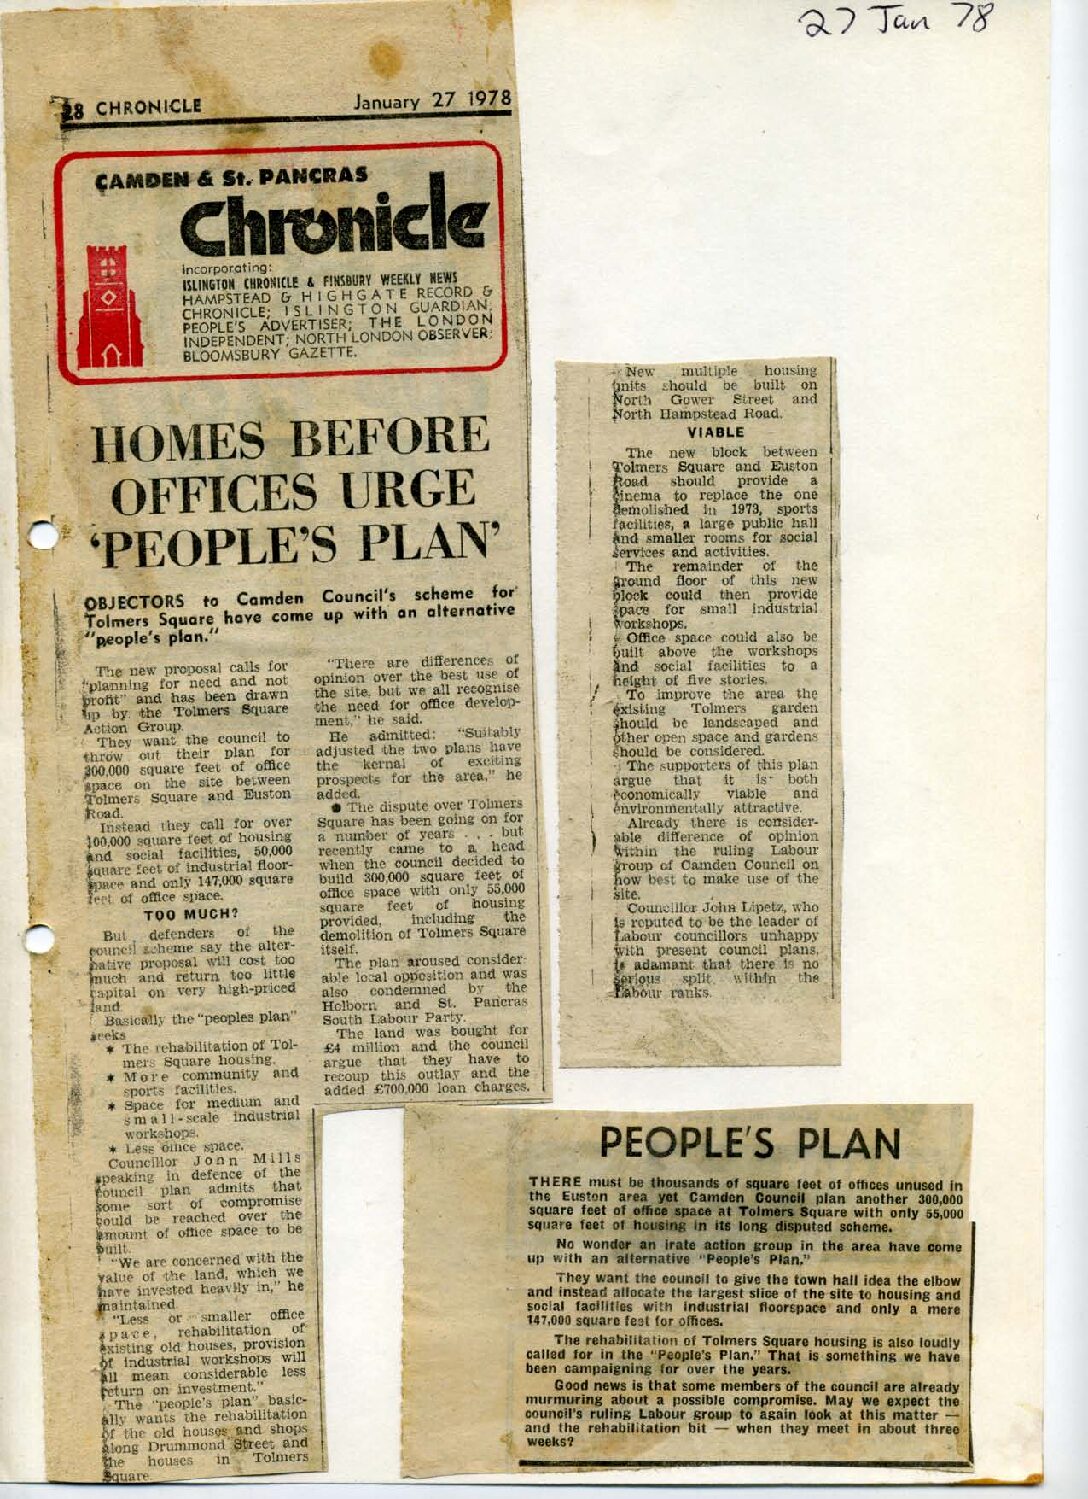 27 Jan 78
28 CHRONICLE January 27 1978
CAMDEN & St. PANCRAS
Chronicle
incorporating:
ISLINGTON CHRONICLE & FINSBURY WEEKLY NEWS
HAMPSTEAD & HIGHGATE RECORD &
CHRONICLE; ISLINGTON GUARDIAN;
PEOPLE'S ADVERTISER; THE LONDON
INDEPENDENT; NORTH LONDON OBSERVER;
BLOOMSBURY GAZETTE.
HOMES BEFORE
OFFICES URGE
'PEOPLE'S PLAN'
OBJECTORS to Camden Council's scheme for
Tolmers Square have come up with an alternative
"people's plan."
The new proposal calls for
"planning for need and not
profit" and has been drawn
up by the Tolmers Square
Action Group.
They want the council to
throw out their plan for
300,000 square feet of office
space on the site between
Tolmers Square and Euston
Road.
Instead they call for over
100,000 square feet of housing
and social facilities, 50,000
square feet of industrial floor-
space and only 147,000 square
feet of office space.
TOO MUCH?
But defenders of the
council scheme say the alter-
native proposal will cost too
much and return too little
capital on very high-priced
land.
Basically the "peoples plan"
seeks
* The rehabilitation of Tol-
mers Square housing.
* More community and
sports facilities.
* Space for medium and
small-scale industrial
workshops.
* Less office space.
Councillor John Mills
speaking in defence of the
council plan admits that
some sort of compromise
could be reached over the
amount of office space to be
built.
"We are concerned with the
value of the land, which we
have invested heavily in," he
maintained.
"Less or smaller office
space, rehabilitation of
existing old houses, provision
of industrial workshops will
all mean considerable less
return on investment."
The "people's plan" basic-
ally wants the rehabilitation
of the old houses and shops
along Drummond Street and
the houses in Tolmers
Square.
"There are differences of
opinion over the best use of
the site, but we all recognise
the need for office develop-
ment," he said.
He admitted: "Suitably
adjusted the two plans have
the kernal of exciting
prospects for the area," he
added.
● The dispute over Tolmers
Square has been going on for
a number of years . . . but
recently came to a head
when the council decided to
build 300,000 square feet of
office space with only 55,000
square feet of housing
provided, including the
demolition of Tolmers Square
itself.
The plan aroused consider-
able local opposition and was
also condemned by the
Holborn and St. Pancras
South Labour Party.
The land was bought for
£4 million and the council
argue that they have to
recoup this outlay and the
added £700,000 loan charges.
New multiple housing
units should be built on
North Gower Street and
North Hampstead Road.
VIABLE
The new block between
Tolmers Square and Euston
Road should provide a
cinema to replace the one
demolished in 1973, sports
facilities, a large public hall
and smaller rooms for social
services and activities.
The remainder of the
ground floor of this new
block could then provide
space for small industrial
workshops.
Office space could also be
built above the workshops
and social facilities to a
height of five stories.
To improve the area the
existing Tolmers garden
should be landscaped and
other open space and gardens
should be considered.
The supporters of this plan
argue that it is both
economically viable and
environmentally attractive.
Already there is consider-
able difference of opinion
within the ruling Labour
group of Camden Council on
how best to make use of the
site.
Councillor John Lipetz, who
is reputed to be the leader of
Labour councillors unhappy
with present council plans,
is adamant that there is no
serious split within the
Labour ranks.
PEOPLE'S PLAN
THERE must be thousands of square feet of offices unused in
the Euston area yet Camden Council plan another 300,000
square feet of office space at Tolmers Square with only 55,000
square feet of housing in its long disputed scheme.
No wonder an irate action group in the area have come
up with an alternative "People's Plan."
They want the council to give the town hall idea the elbow
and instead allocate the largest slice of the site to housing and
social facilities with industrial floorspace and only a mere
147,000 square feet for offices.
The rehabilitation of Tolmers Square housing is also loudly
called for in the "People's Plan." That is something we have
been campaigning for over the years.
Good news is that some members of the council are already
murmuring about a possible compromise. May we expect the
council's ruling Labour group to again look at this matter —
and the rehabilitation bit — when they meet in about three
weeks?